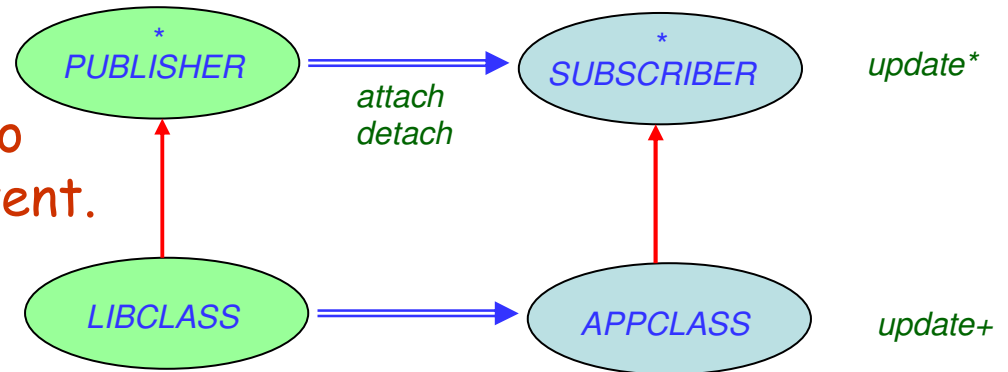 *
PUBLISHER
*
SUBSCRIBER
update*
attach
detach
LIBCLASS
APPCLASS
update+